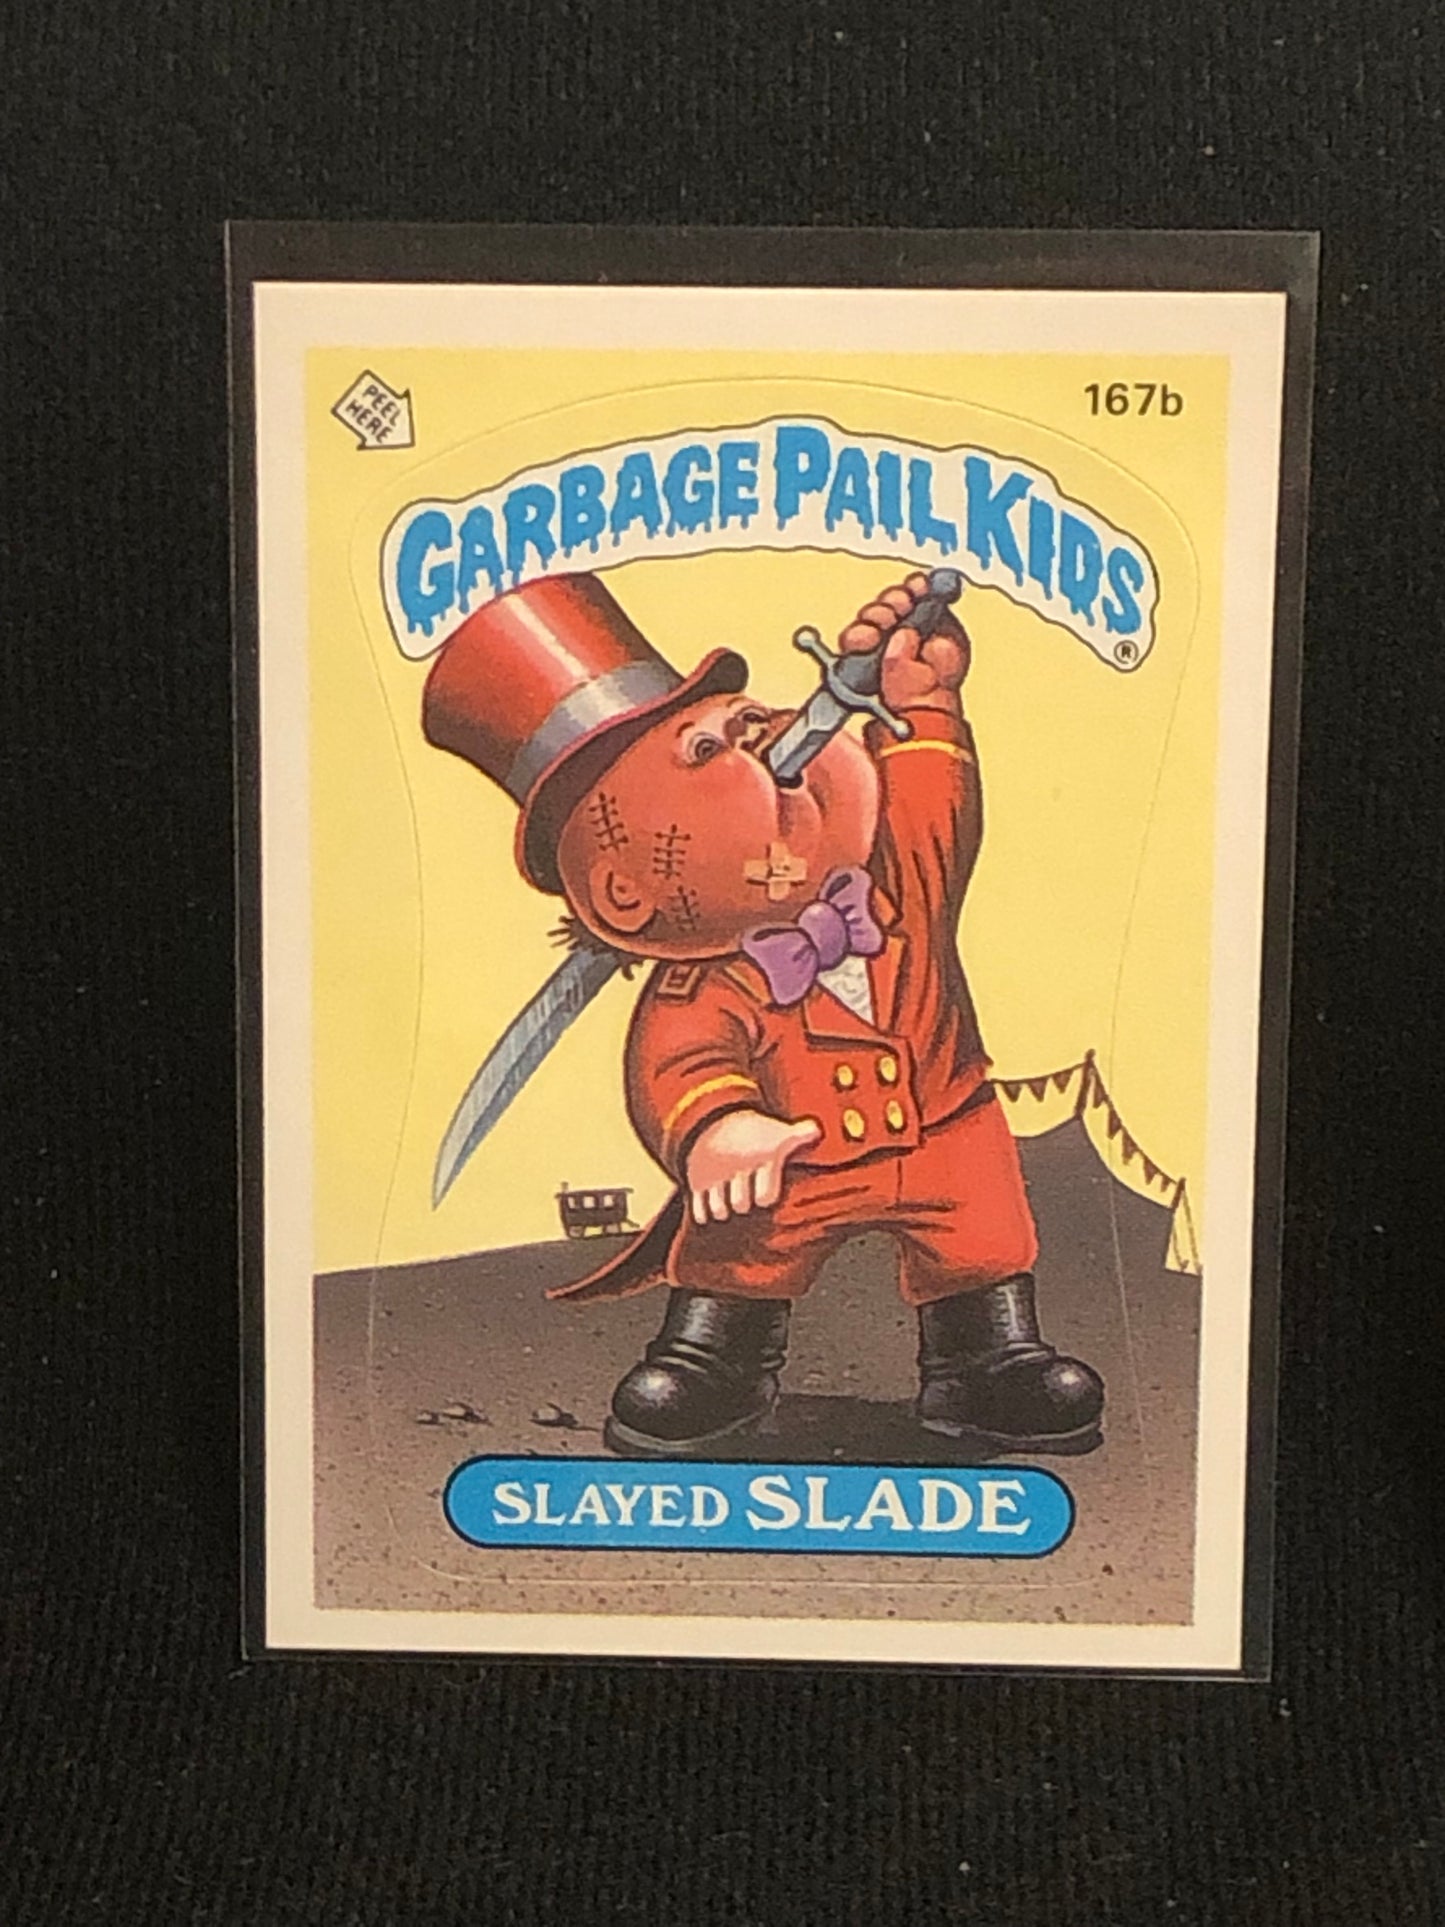 PEEL
HERE
167b
GARBAGE PAIL KIDS
®
SLAYED SLADE